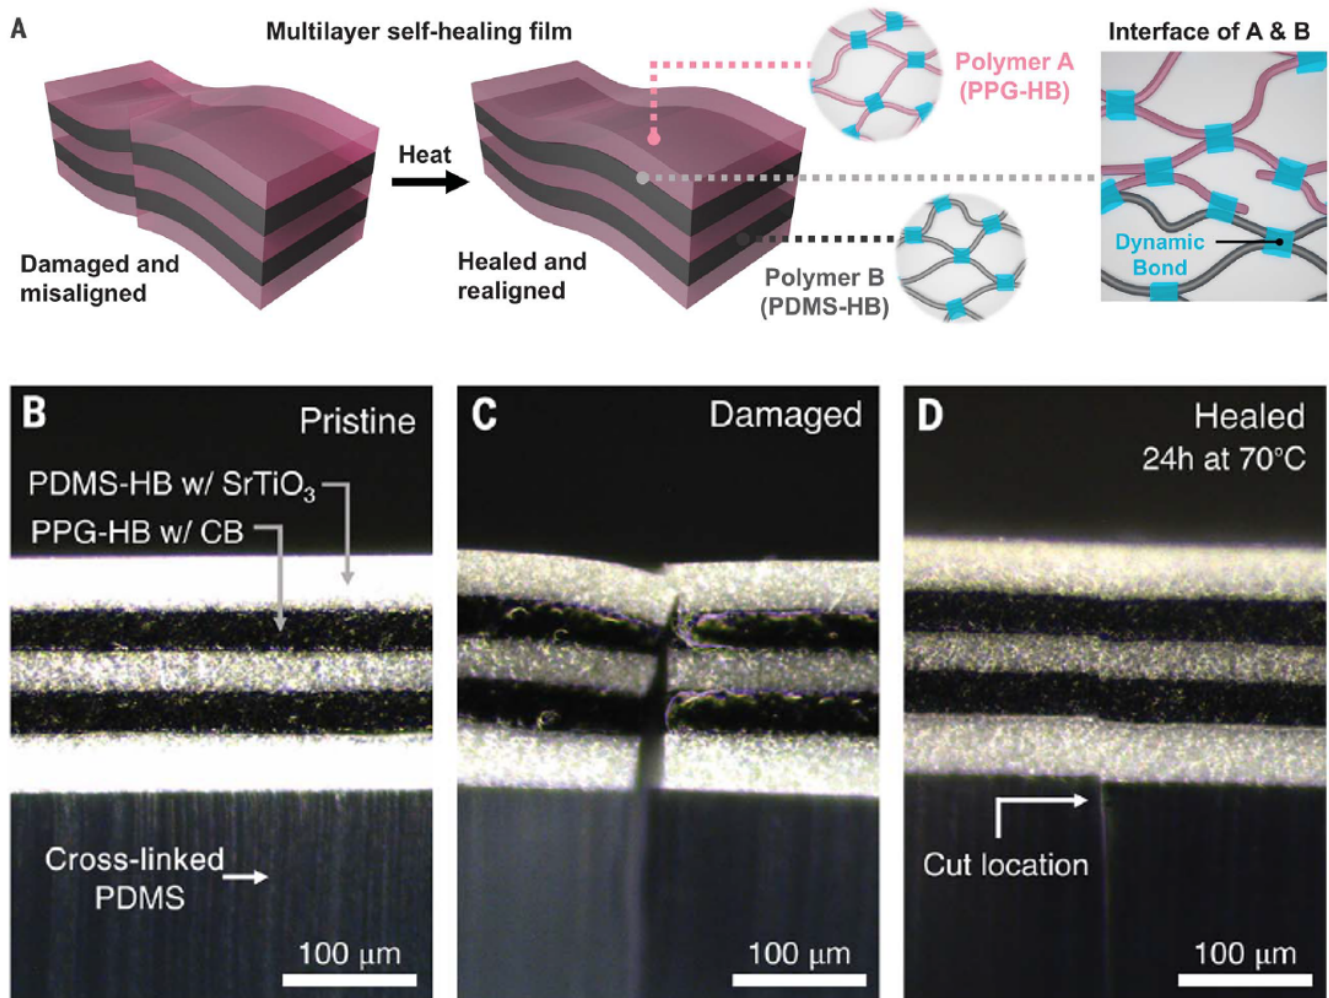 A
Multilayer self-healing film
Heat
Damaged and
misaligned
Healed and
realigned
Polymer A
(PPG-HB)
Polymer B
(PDMS-HB)
Interface of A & B
Dynamic
Bond
B
Pristine
PDMS-HB w/ SrTiO₃
PPG-HB w/ CB
Cross-linked
PDMS
100 μm
C
Damaged
100 μm
D
Healed
24h at 70°C
Cut location
100 μm